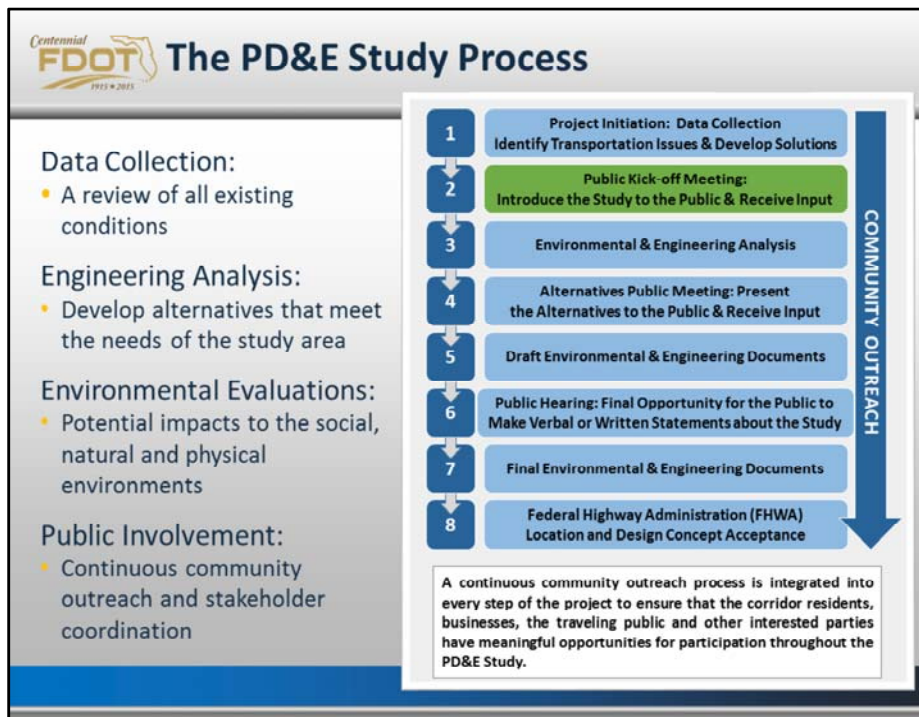 Centennial
FDOT
1915 • 2015
The PD&E Study Process
Data Collection:
• A review of all existing
conditions
Engineering Analysis:
• Develop alternatives that meet
the needs of the study area
Environmental Evaluations:
• Potential impacts to the social,
natural and physical
environments
Public Involvement:
• Continuous community
outreach and stakeholder
coordination
1
Project Initiation: Data Collection
Identify Transportation Issues & Develop Solutions
2
Public Kick-off Meeting:
Introduce the Study to the Public & Receive Input
3
Environmental & Engineering Analysis
4
Alternatives Public Meeting: Present
the Alternatives to the Public & Receive Input
5
Draft Environmental & Engineering Documents
6
Public Hearing: Final Opportunity for the Public to
Make Verbal or Written Statements about the Study
7
Final Environmental & Engineering Documents
8
Federal Highway Administration (FHWA)
Location and Design Concept Acceptance
COMMUNITY OUTREACH
A continuous community outreach process is integrated into
every step of the project to ensure that the corridor residents,
businesses, the traveling public and other interested parties
have meaningful opportunities for participation throughout the
PD&E Study.